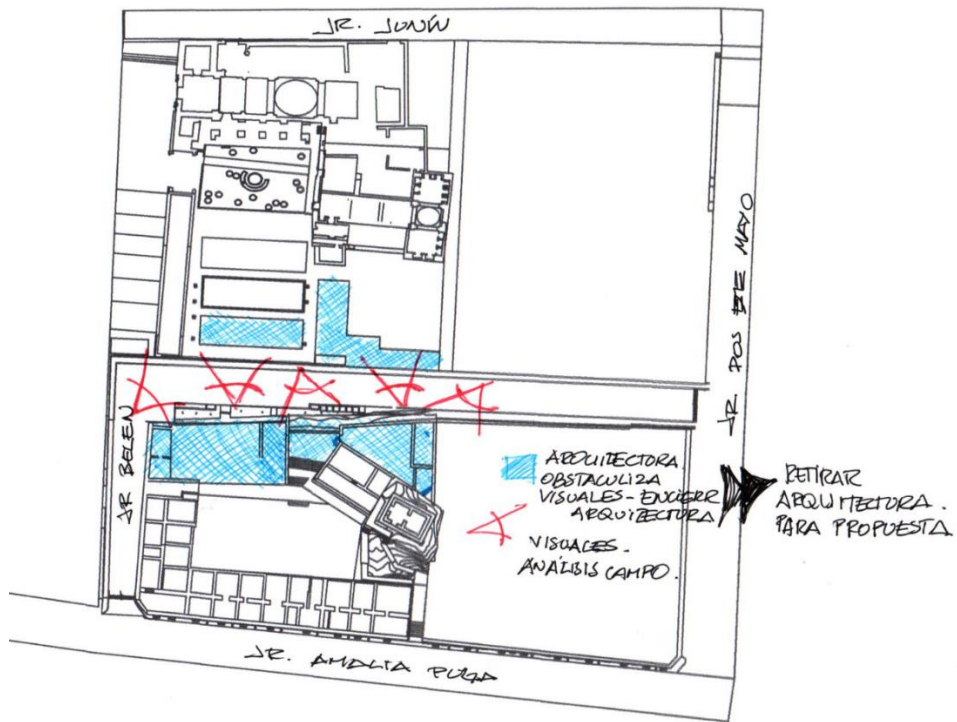 JR. JUNÍN
JR DOS DE MAYO
JR BELEN
ARQUITECTURA
OBSTACULIZA
VISUALES-ENCIERR
ARQUITECTURA
RETIRAR
ARQUITECTURA.
PARA PROPUESTA
VISUALES.
ANÁLISIS CAMPO.
JR. AMALIA PUGA